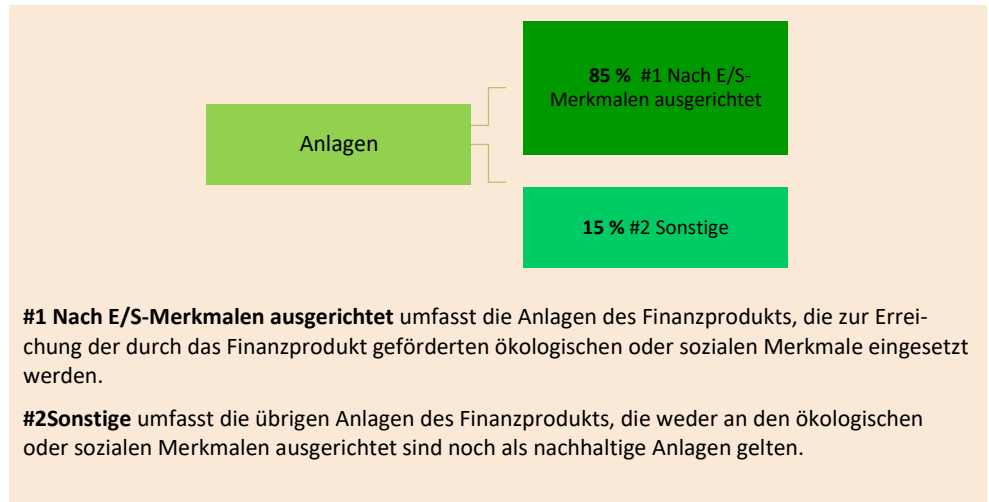 85 % #1 Nach E/S-
Merkmalen ausgerichtet
Anlagen
15 % #2 Sonstige
#1 Nach E/S-Merkmalen ausgerichtet umfasst die Anlagen des Finanzprodukts, die zur Errei-
chung der durch das Finanzprodukt geförderten ökologischen oder sozialen Merkmale eingesetzt
werden.
#2Sonstige umfasst die übrigen Anlagen des Finanzprodukts, die weder an den ökologischen
oder sozialen Merkmalen ausgerichtet sind noch als nachhaltige Anlagen gelten.